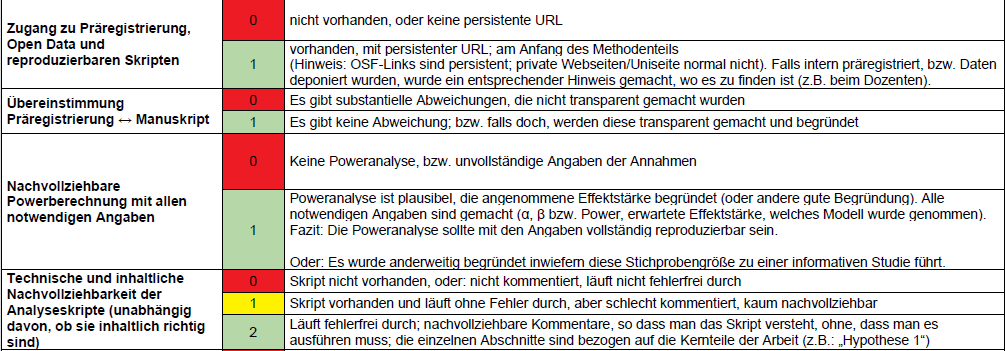 Zugang zu Präregistrierung,
Open Data und
reproduzierbaren Skripten
0
nicht vorhanden, oder keine persistente URL
1
vorhanden, mit persistenter URL; am Anfang des Methodenteils
(Hinweis: OSF-Links sind persistent; private Webseiten/Uniseite normal nicht). Falls intern präregistriert, bzw. Daten
deponiert wurden, wurde ein entsprechender Hinweis gemacht, wo es zu finden ist (z.B. beim Dozenten).
Übereinstimmung
Präregistrierung ↔ Manuskript
0
Es gibt substantielle Abweichungen, die nicht transparent gemacht wurden
1
Es gibt keine Abweichung; bzw. falls doch, werden diese transparent gemacht und begründet
Nachvollziehbare
Powerberechnung mit allen
notwendigen Angaben
0
Keine Poweranalyse, bzw. unvollständige Angaben der Annahmen
1
Poweranalyse ist plausibel, die angenommene Effektstärke begründet (oder andere gute Begründung). Alle
notwendigen Angaben sind gemacht (α, β bzw. Power, erwartete Effektstärke, welches Modell wurde genommen).
Fazit: Die Poweranalyse sollte mit den Angaben vollständig reproduzierbar sein.
Oder: Es wurde anderweitig begründet inwiefern diese Stichprobengröße zu einer informativen Studie führt.
Technische und inhaltliche
Nachvollziehbarkeit der
Analyseskripte (unabhängig
davon, ob sie inhaltlich richtig
sind)
0
Skript nicht vorhanden, oder: nicht kommentiert, läuft nicht fehlerfrei durch
1
Skript vorhanden und läuft ohne Fehler durch, aber schlecht kommentiert, kaum nachvollziehbar
2
Läuft fehlerfrei durch; nachvollziehbare Kommentare, so dass man das Skript versteht, ohne, dass man es
ausführen muss; die einzelnen Abschnitte sind bezogen auf die Kernteile der Arbeit (z.B.: „Hypothese 1“)